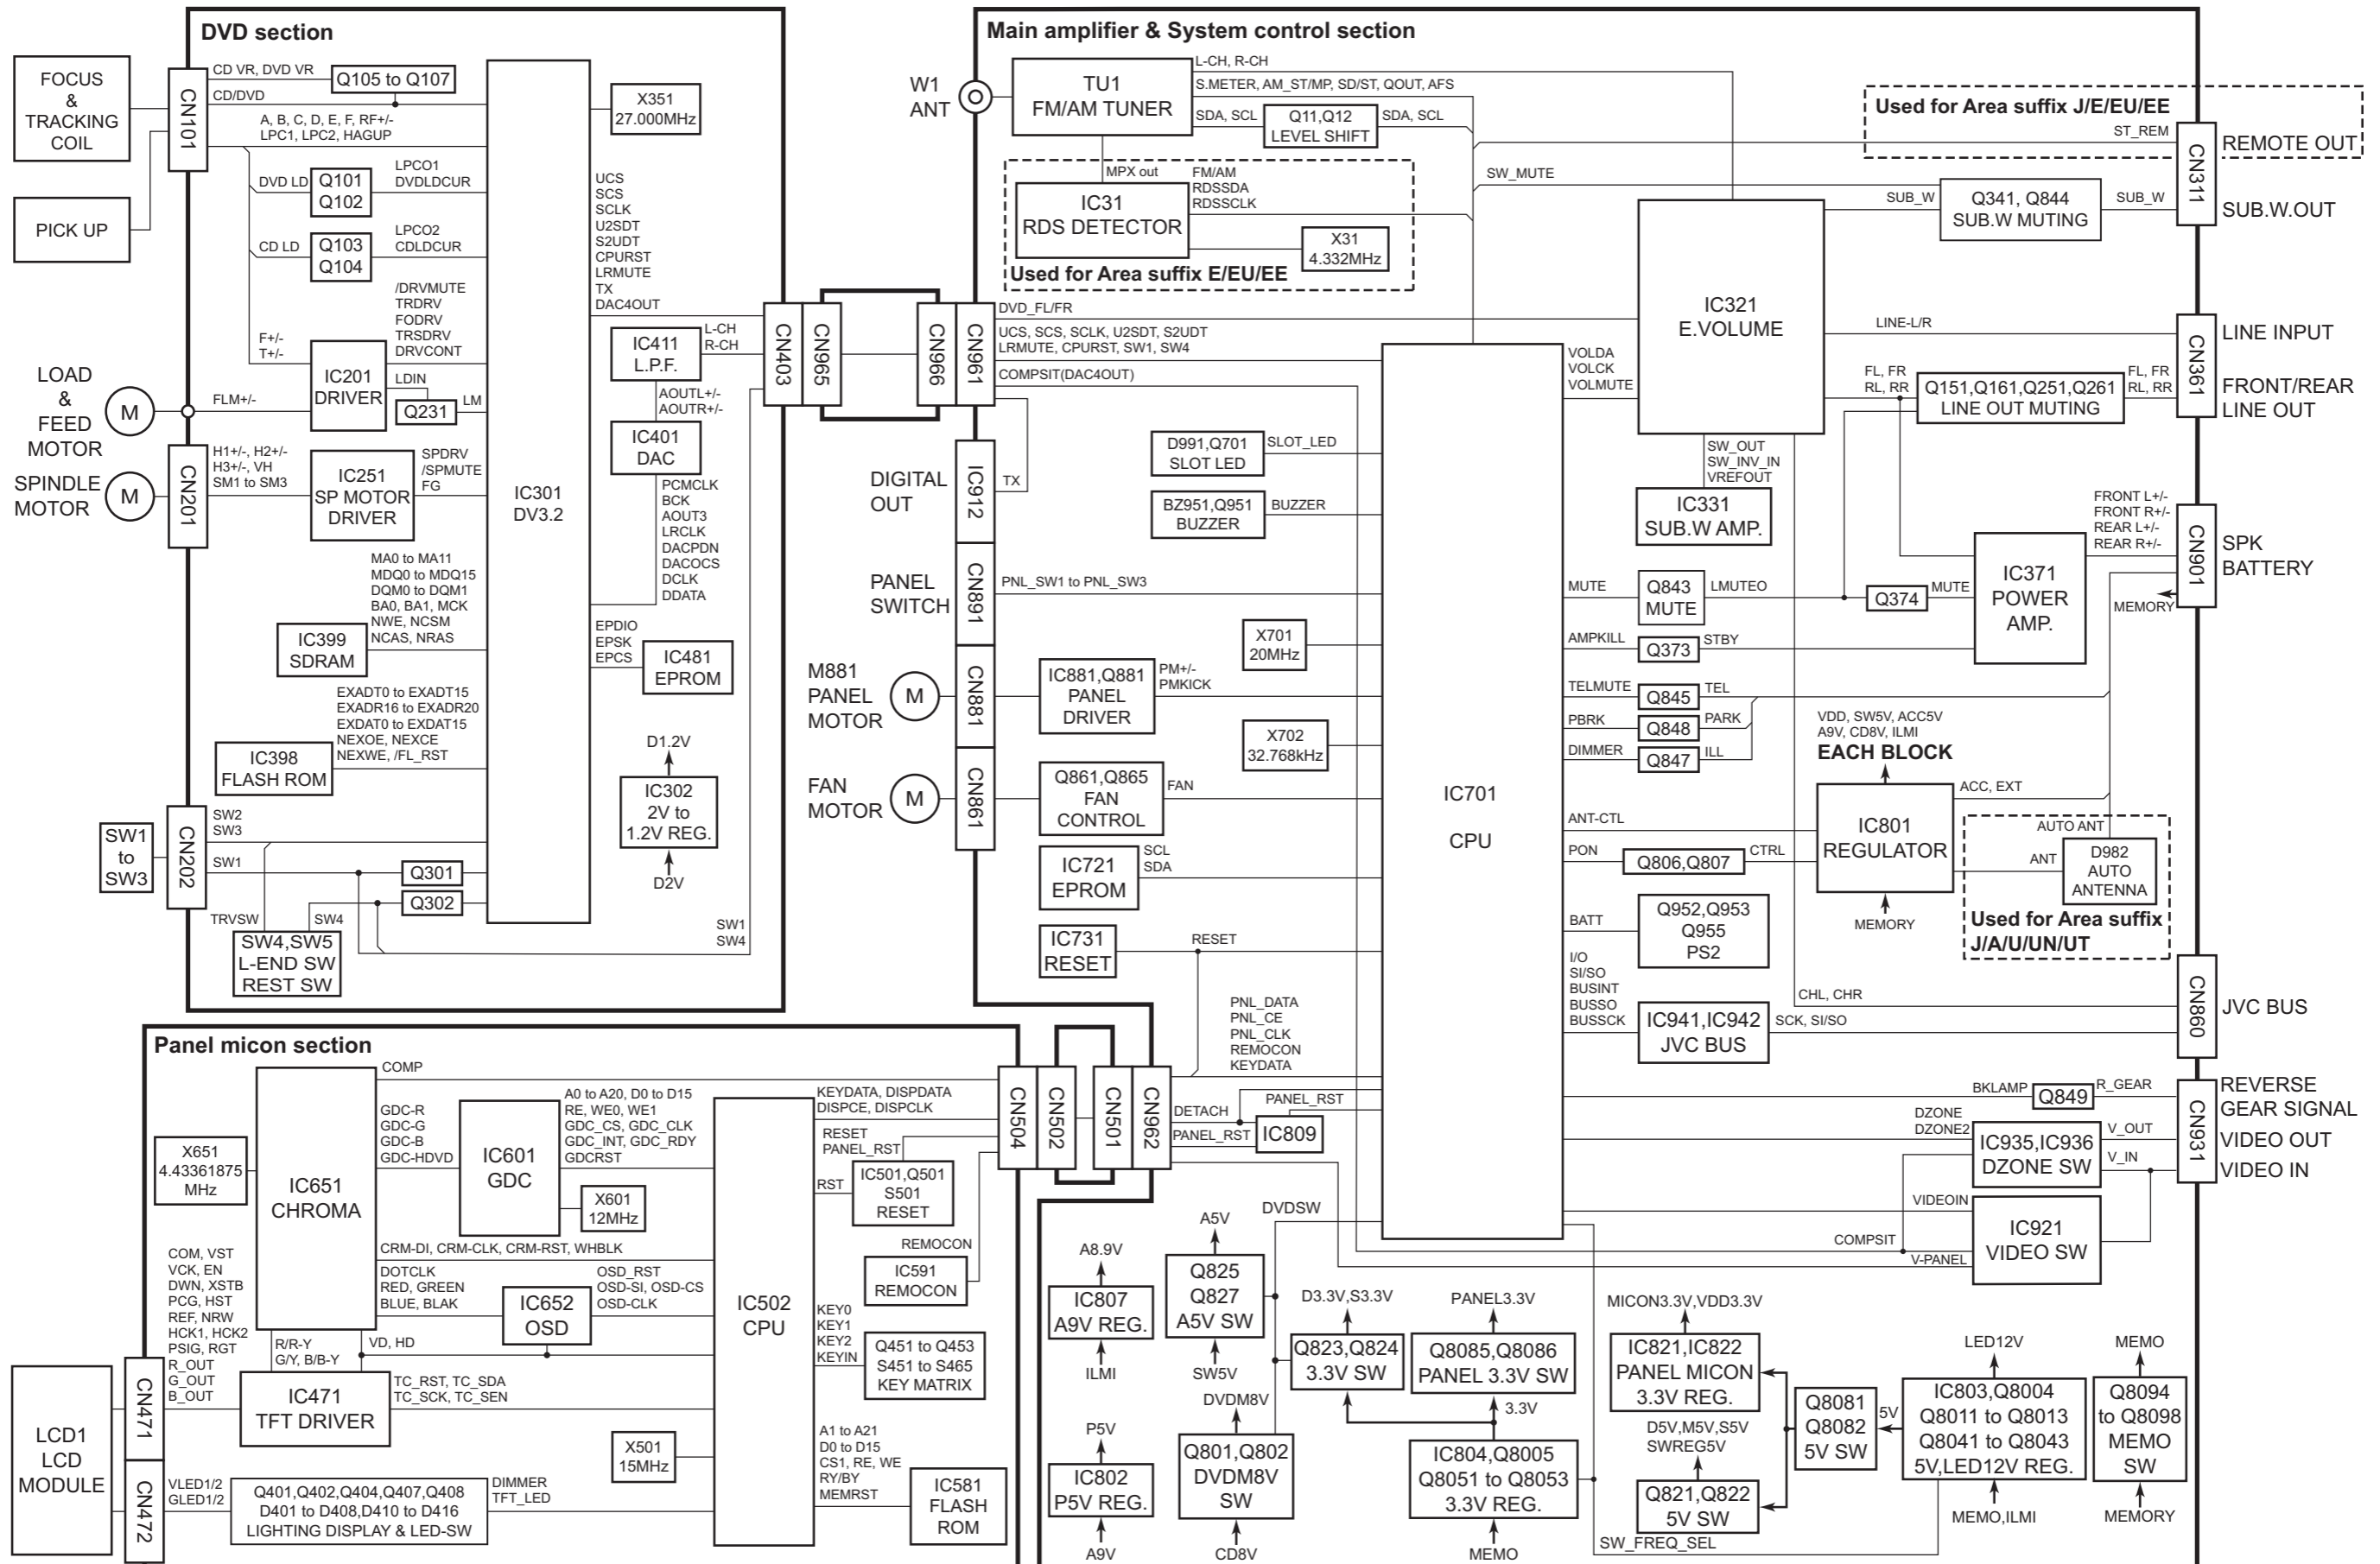 DVD section
FOCUS
&
TRACKING
COIL
PICK UP
CN101
CD VR, DVD VR
Q105 to Q107
CD/DVD
A, B, C, D, E, F, RF+/-
LPC1, LPC2, HAGUP
DVD LD
Q101
Q102
LPCO1
DVDLDCUR
CD LD
Q103
Q104
LPCO2
CDLDCUR
/DRVMUTE
TRDRV
FODRV
TRSDRV
DRVCONT
F+/-
T+/-
IC201
DRIVER
LDIN
Q231
LM
LOAD
&
FEED
MOTOR
M
FLM+/-
SPINDLE
MOTOR
M
CN201
H1+/-, H2+/-
H3+/-, VH
SM1 to SM3
IC251
SP MOTOR
DRIVER
SPDRV
/SPMUTE
FG
IC301
DV3.2
X351
27.000MHz
UCS
SCS
SCLK
U2SDT
S2UDT
CPURST
LRMUTE
TX
DAC4OUT
IC411
L.P.F.
L-CH
R-CH
AOUTL+/-
AOUTR+/-
IC401
DAC
PCMCLK
BCK
AOUT3
LRCLK
DACPDN
DACOCS
DCLK
DDATA
MA0 to MA11
MDQ0 to MDQ15
DQM0 to DQM1
BA0, BA1, MCK
NWE, NCSM
NCAS, NRAS
IC399
SDRAM
EPDIO
EPSK
EPCS
IC481
EPROM
EXADT0 to EXADT15
EXADR16 to EXADR20
EXDAT0 to EXDAT15
NEXOE, NEXCE
NEXWE, /FL_RST
IC398
FLASH ROM
D1.2V
IC302
2V to
1.2V REG.
D2V
SW1
to
SW3
CN202
SW2
SW3
SW1
Q301
Q302
TRVSW
SW4
SW4,SW5
L-END SW
REST SW
SW1
SW4
CN403
CN965
CN966
CN961
Main amplifier & System control section
W1
ANT
TU1
FM/AM TUNER
L-CH, R-CH
S.METER, AM_ST/MP, SD/ST, QOUT, AFS
SDA, SCL
Q11,Q12
LEVEL SHIFT
SDA, SCL
MPX out
FM/AM
RDSSDA
RDSSCLK
IC31
RDS DETECTOR
X31
4.332MHz
Used for Area suffix E/EU/EE
DVD_FL/FR
UCS, SCS, SCLK, U2SDT, S2UDT
LRMUTE, CPURST, SW1, SW4
COMPSIT(DAC4OUT)
DIGITAL
OUT
IC912
TX
D991,Q701
SLOT LED
SLOT_LED
BZ951,Q951
BUZZER
BUZZER
PANEL
SWITCH
CN891
PNL_SW1 to PNL_SW3
X701
20MHz
M881
PANEL
MOTOR
M
CN881
IC881,Q881
PANEL
DRIVER
PM+/-
PMKICK
X702
32.768kHz
FAN
MOTOR
M
CN861
Q861,Q865
FAN
CONTROL
FAN
IC721
EPROM
SCL
SDA
IC731
RESET
RESET
PNL_DATA
PNL_CE
PNL_CLK
REMOCON
KEYDATA
IC701
CPU
Used for Area suffix J/E/EU/EE
ST_REM
SW_MUTE
CN311
REMOTE OUT
SUB.W.OUT
SUB_W
Q341, Q844
SUB.W MUTING
SUB_W
IC321
E.VOLUME
LINE-L/R
CN361
LINE INPUT
FRONT/REAR
LINE OUT
FL, FR
RL, RR
Q151,Q161,Q251,Q261
LINE OUT MUTING
FL, FR
RL, RR
VOLDA
VOLCK
VOLMUTE
SW_OUT
SW_INV_IN
VREFOUT
IC331
SUB.W AMP.
FRONT L+/-
FRONT R+/-
REAR L+/-
REAR R+/-
CN901
SPK
BATTERY
MEMORY
MUTE
Q843
MUTE
LMUTEO
Q374
MUTE
IC371
POWER
AMP.
AMPKILL
Q373
STBY
TELMUTE
Q845
TEL
PBRK
Q848
PARK
DIMMER
Q847
ILL
VDD, SW5V, ACC5V
A9V, CD8V, ILMI
EACH BLOCK
ACC, EXT
ANT-CTL
IC801
REGULATOR
PON
Q806,Q807
CTRL
MEMORY
AUTO ANT
ANT
D982
AUTO
ANTENNA
Used for Area suffix
J/A/U/UN/UT
BATT
Q952,Q953
Q955
PS2
I/O
SI/SO
BUSINT
BUSSO
BUSSCK
IC941,IC942
JVC BUS
CHL, CHR
SCK, SI/SO
CN860
JVC BUS
BKLAMP
Q849
R_GEAR
CN931
REVERSE
GEAR SIGNAL
VIDEO OUT
VIDEO IN
DZONE
DZONE2
IC935,IC936
DZONE SW
V_OUT
V_IN
VIDEOIN
IC921
VIDEO SW
COMPSIT
V-PANEL
Panel micon section
COMP
IC651
CHROMA
X651
4.43361875
MHz
GDC-R
GDC-G
GDC-B
GDC-HDVD
IC601
GDC
A0 to A20, D0 to D15
RE, WE0, WE1
GDC_CS, GDC_CLK
GDC_INT, GDC_RDY
GDCRST
X601
12MHz
CRM-DI, CRM-CLK, CRM-RST, WHBLK
DOTCLK
RED, GREEN
BLUE, BLAK
IC652
OSD
OSD_RST
OSD-SI, OSD-CS
OSD-CLK
COM, VST
VCK, EN
DWN, XSTB
PCG, HST
REF, NRW
HCK1, HCK2
PSIG, RGT
R_OUT
G_OUT
B_OUT
R/R-Y
G/Y, B/B-Y
VD, HD
IC471
TFT DRIVER
TC_RST, TC_SDA
TC_SCK, TC_SEN
LCD1
LCD
MODULE
CN471
CN472
VLED1/2
GLED1/2
Q401,Q402,Q404,Q407,Q408
D401 to D408,D410 to D416
LIGHTING DISPLAY & LED-SW
DIMMER
TFT_LED
X501
15MHz
IC502
CPU
KEYDATA, DISPDATA
DISPCE, DISPCLK
RESET
PANEL_RST
RST
IC501,Q501
S501
RESET
REMOCON
IC591
REMOCON
KEY0
KEY1
KEY2
KEYIN
Q451 to Q453
S451 to S465
KEY MATRIX
A1 to A21
D0 to D15
CS1, RE, WE
RY/BY
MEMRST
IC581
FLASH
ROM
CN504
CN502
CN501
CN962
DETACH
PANEL_RST
PANEL_RST
IC809
DVDSW
A8.9V
IC807
A9V REG.
ILMI
P5V
IC802
P5V REG.
A9V
A5V
Q825
Q827
A5V SW
SW5V
DVDM8V
Q801,Q802
DVDM8V
SW
CD8V
D3.3V,S3.3V
Q823,Q824
3.3V SW
PANEL3.3V
Q8085,Q8086
PANEL 3.3V SW
3.3V
IC804,Q8005
Q8051 to Q8053
3.3V REG.
MEMO
MICON3.3V,VDD3.3V
IC821,IC822
PANEL MICON
3.3V REG.
D5V,M5V,S5V
SWREG5V
Q821,Q822
5V SW
Q8081
Q8082
5V SW
5V
LED12V
IC803,Q8004
Q8011 to Q8013
Q8041 to Q8043
5V,LED12V REG.
MEMO,ILMI
MEMO
Q8094
to Q8098
MEMO
SW
MEMORY
SW_FREQ_SEL